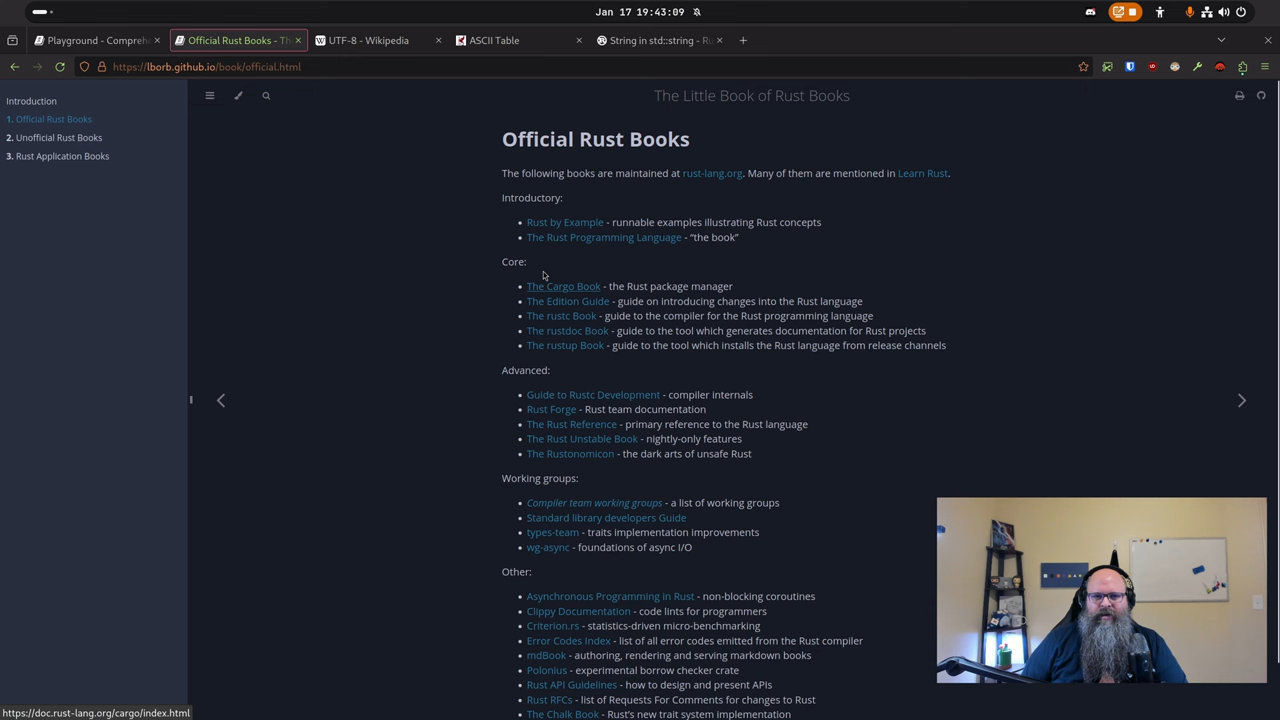 Jan 17 19:43:09
Playground - Comprehe
Official Rust Books - Th
UTF-8 - Wikipedia
ASCII Table
String in std::string - Ru
https://lborb.github.io/book/official.html
Introduction
1. Official Rust Books
2. Unofficial Rust Books
3. Rust Application Books
The Little Book of Rust Books
Official Rust Books
The following books are maintained at rust-lang.org. Many of them are mentioned in Learn Rust.
Introductory:
• Rust by Example - runnable examples illustrating Rust concepts
• The Rust Programming Language - “the book”
Core:
• The Cargo Book - the Rust package manager
• The Edition Guide - guide on introducing changes into the Rust language
• The rustc Book - guide to the compiler for the Rust programming language
• The rustdoc Book - guide to the tool which generates documentation for Rust projects
• The rustup Book - guide to the tool which installs the Rust language from release channels
Advanced:
• Guide to Rustc Development - compiler internals
• Rust Forge - Rust team documentation
• The Rust Reference - primary reference to the Rust language
• The Rust Unstable Book - nightly-only features
• The Rustonomicon - the dark arts of unsafe Rust
Working groups:
• Compiler team working groups - a list of working groups
• Standard library developers Guide
• types-team - traits implementation improvements
• wg-async - foundations of async I/O
Other:
• Asynchronous Programming in Rust - non-blocking coroutines
• Clippy Documentation - code lints for programmers
• Criterion.rs - statistics-driven micro-benchmarking
• Error Codes Index - list of all error codes emitted from the Rust compiler
• mdBook - authoring, rendering and serving markdown books
• Polonius - experimental borrow checker crate
• Rust API Guidelines - how to design and present APIs
• Rust RFCs - list of Requests For Comments for changes to Rust
• The Chalk Book - Rust’s new trait system implementation
https://doc.rust-lang.org/cargo/index.html